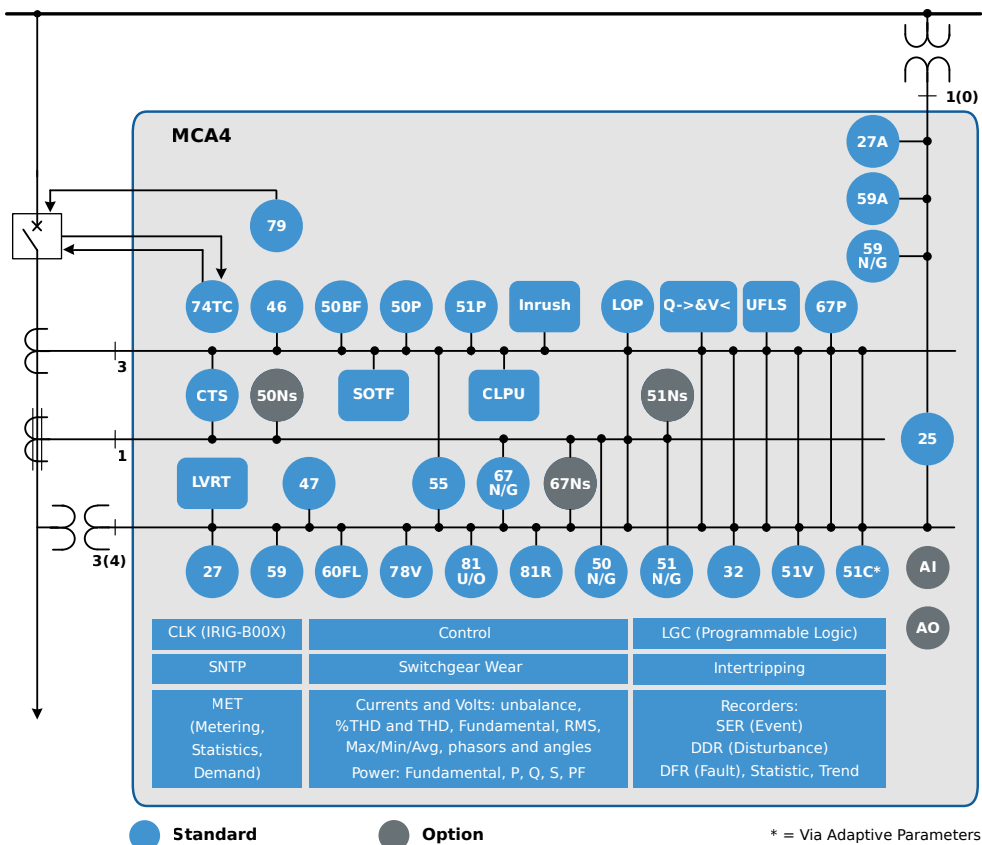 1(0)
MCA4
27A
59A
79
59
N/G
74TC
46
50BF
50P
51P
Inrush
LOP
Q->&V<
UFLS
67P
3
CTS
50Ns
SOTF
CLPU
51Ns
25
1
LVRT
47
55
67
N/G
67Ns
3(4)
27
59
60FL
78V
81
U/O
81R
50
N/G
51
N/G
32
51V
51C*
AI
AO
CLK (IRIG-B00X)
Control
LGC (Programmable Logic)
SNTP
Switchgear Wear
Intertripping
MET
(Metering,
Statistics,
Demand)
Currents and Volts: unbalance,
%THD and THD, Fundamental, RMS,
Max/Min/Avg, phasors and angles
Power: Fundamental, P, Q, S, PF
Recorders:
SER (Event)
DDR (Disturbance)
DFR (Fault), Statistic, Trend
Standard
Option
* = Via Adaptive Parameters